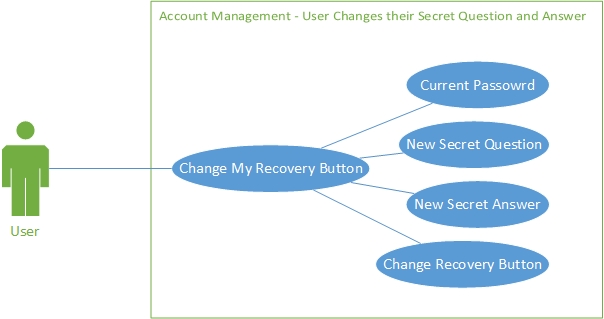 Account Management - User Changes their Secret Question and Answer
Current Passowrd
New Secret Question
Change My Recovery Button
New Secret Answer
User
Change Recovery Button